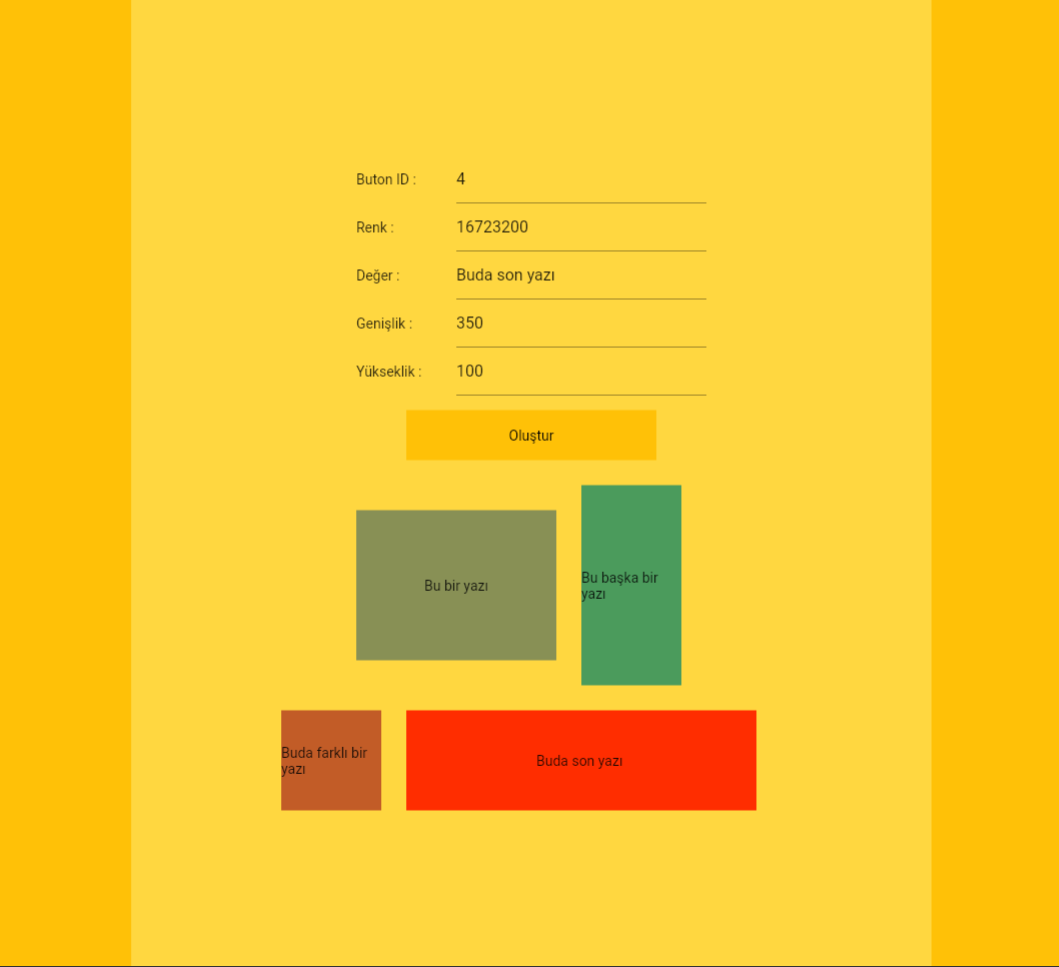 Buton ID : 4
Renk : 16723200
Değer : Buda son yazı
Genişlik : 350
Yükseklik : 100
Oluştur
Bu bir yazı
Bu başka bir
yazı
Buda farklı bir
yazı
Buda son yazı